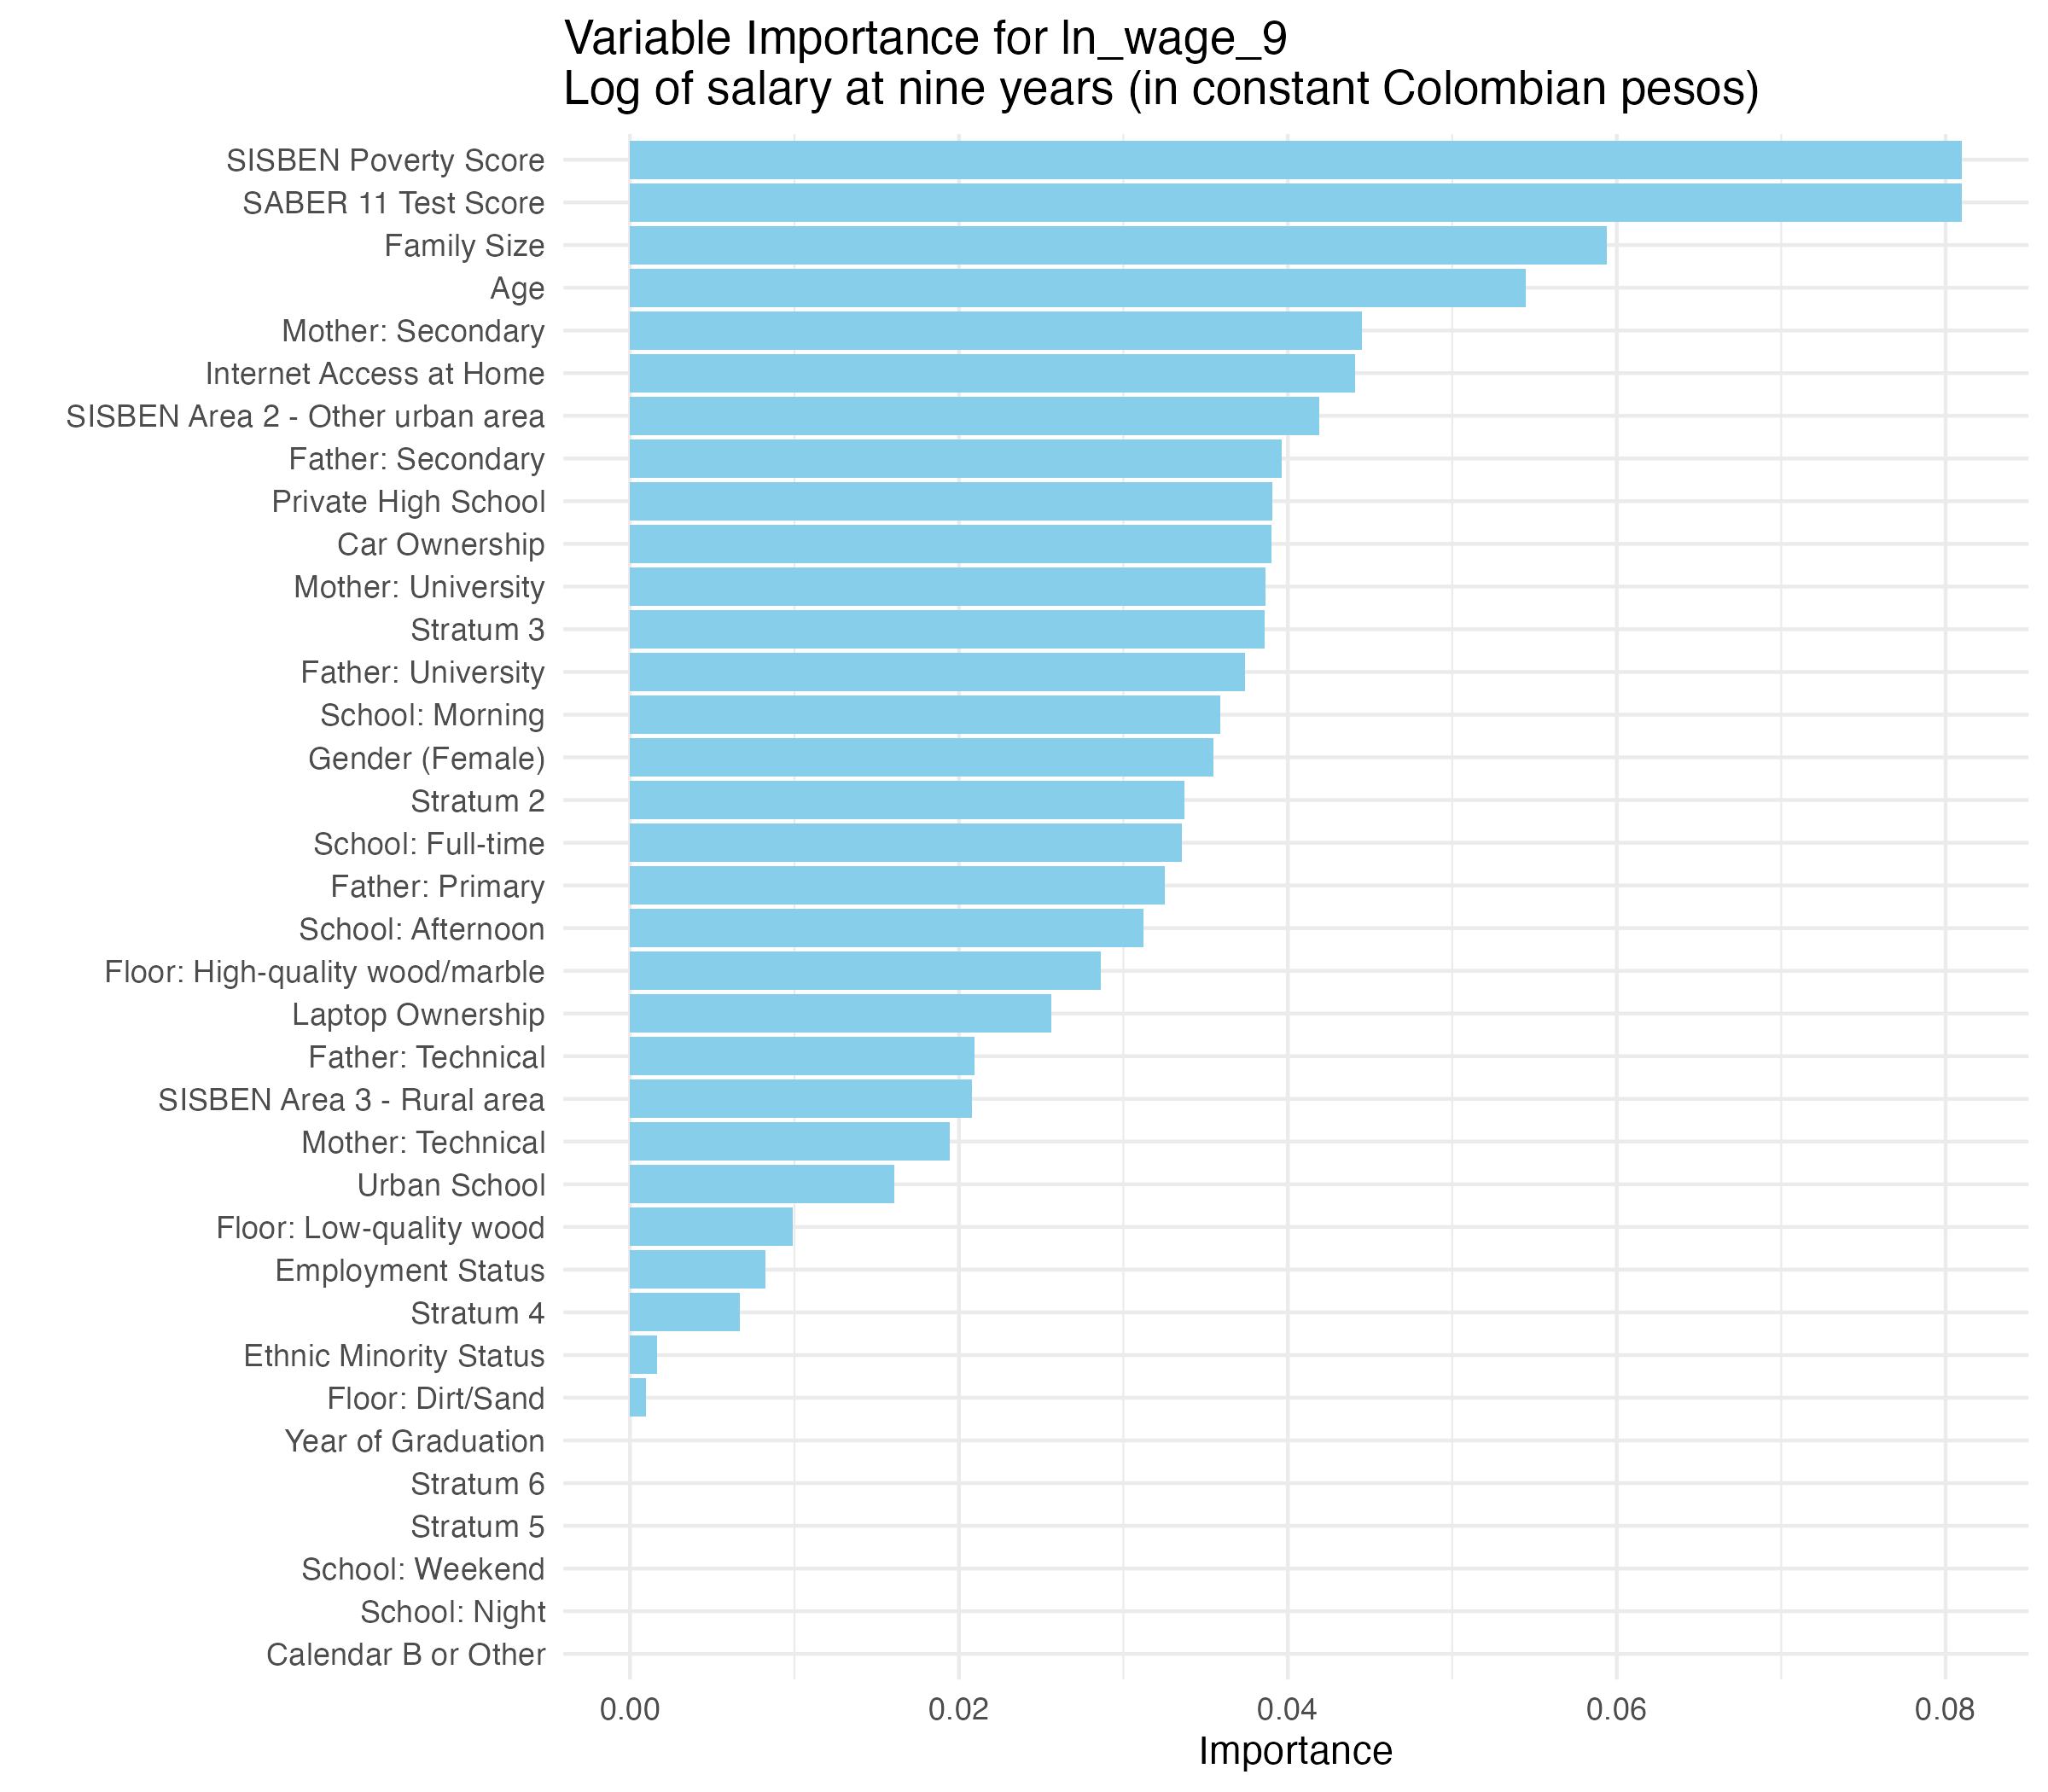 Variable Importance for ln_wage_9
Log of salary at nine years (in constant Colombian pesos)
SISBEN Poverty Score
SABER 11 Test Score
Family Size
Age
Mother: Secondary
Internet Access at Home
SISBEN Area 2 - Other urban area
Father: Secondary
Private High School
Car Ownership
Mother: University
Stratum 3
Father: University
School: Morning
Gender (Female)
Stratum 2
School: Full-time
Father: Primary
School: Afternoon
Floor: High-quality wood/marble
Laptop Ownership
Father: Technical
SISBEN Area 3 - Rural area
Mother: Technical
Urban School
Floor: Low-quality wood
Employment Status
Stratum 4
Ethnic Minority Status
Floor: Dirt/Sand
Year of Graduation
Stratum 6
Stratum 5
School: Weekend
School: Night
Calendar B or Other
0.00 0.02 0.04 0.06 0.08
Importance